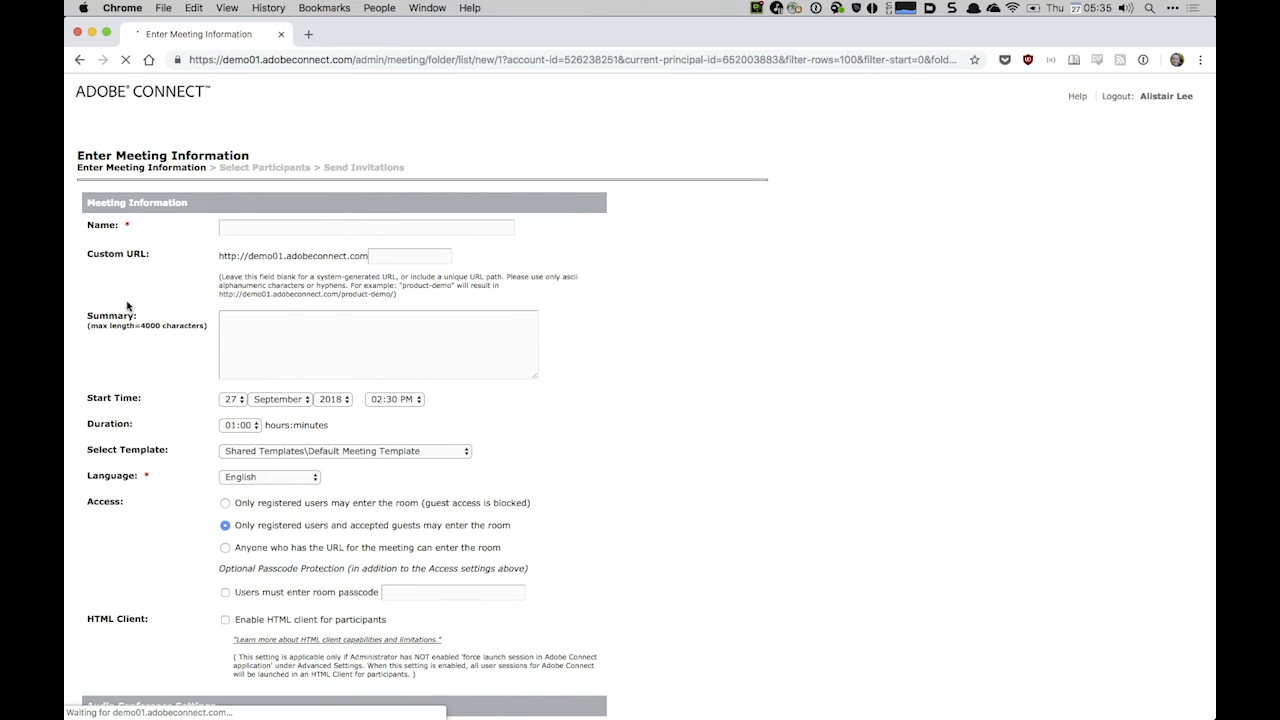 Chrome File Edit View History Bookmarks People Window Help Thu 27 05:35
Enter Meeting Information
https://demo01.adobeconnect.com/admin/meeting/folder/list/new/1?account-id=526238251&current-principal-id=652003883&filter-rows=100&filter-start=0&fold...
ADOBE® CONNECT™
Help Logout: Alistair Lee
Enter Meeting Information
Enter Meeting Information > Select Participants > Send Invitations
Meeting Information
Name: *
Custom URL: http://demo01.adobeconnect.com
(Leave this field blank for a system-generated URL, or include a unique URL path. Please use only ascii
alphanumeric characters or hyphens. For example: "product-demo" will result in
http://demo01.adobeconnect.com/product-demo/)
Summary:
(max length=4000 characters)
Start Time: 27 September 2018 02:30 PM
Duration: 01:00 hours:minutes
Select Template: Shared Templates\Default Meeting Template
Language: * English
Access: Only registered users may enter the room (guest access is blocked)
Only registered users and accepted guests may enter the room
Anyone who has the URL for the meeting can enter the room
Optional Passcode Protection (in addition to the Access settings above)
Users must enter room passcode
HTML Client: Enable HTML client for participants
"Learn more about HTML client capabilities and limitations."
( This setting is applicable only if Administrator has NOT enabled 'force launch session in Adobe Connect
application' under Advanced Settings. When this setting is enabled, all user sessions for Adobe Connect
will be launched in an HTML Client for participants. )
Audio Conference Settings
Waiting for demo01.adobeconnect.com...